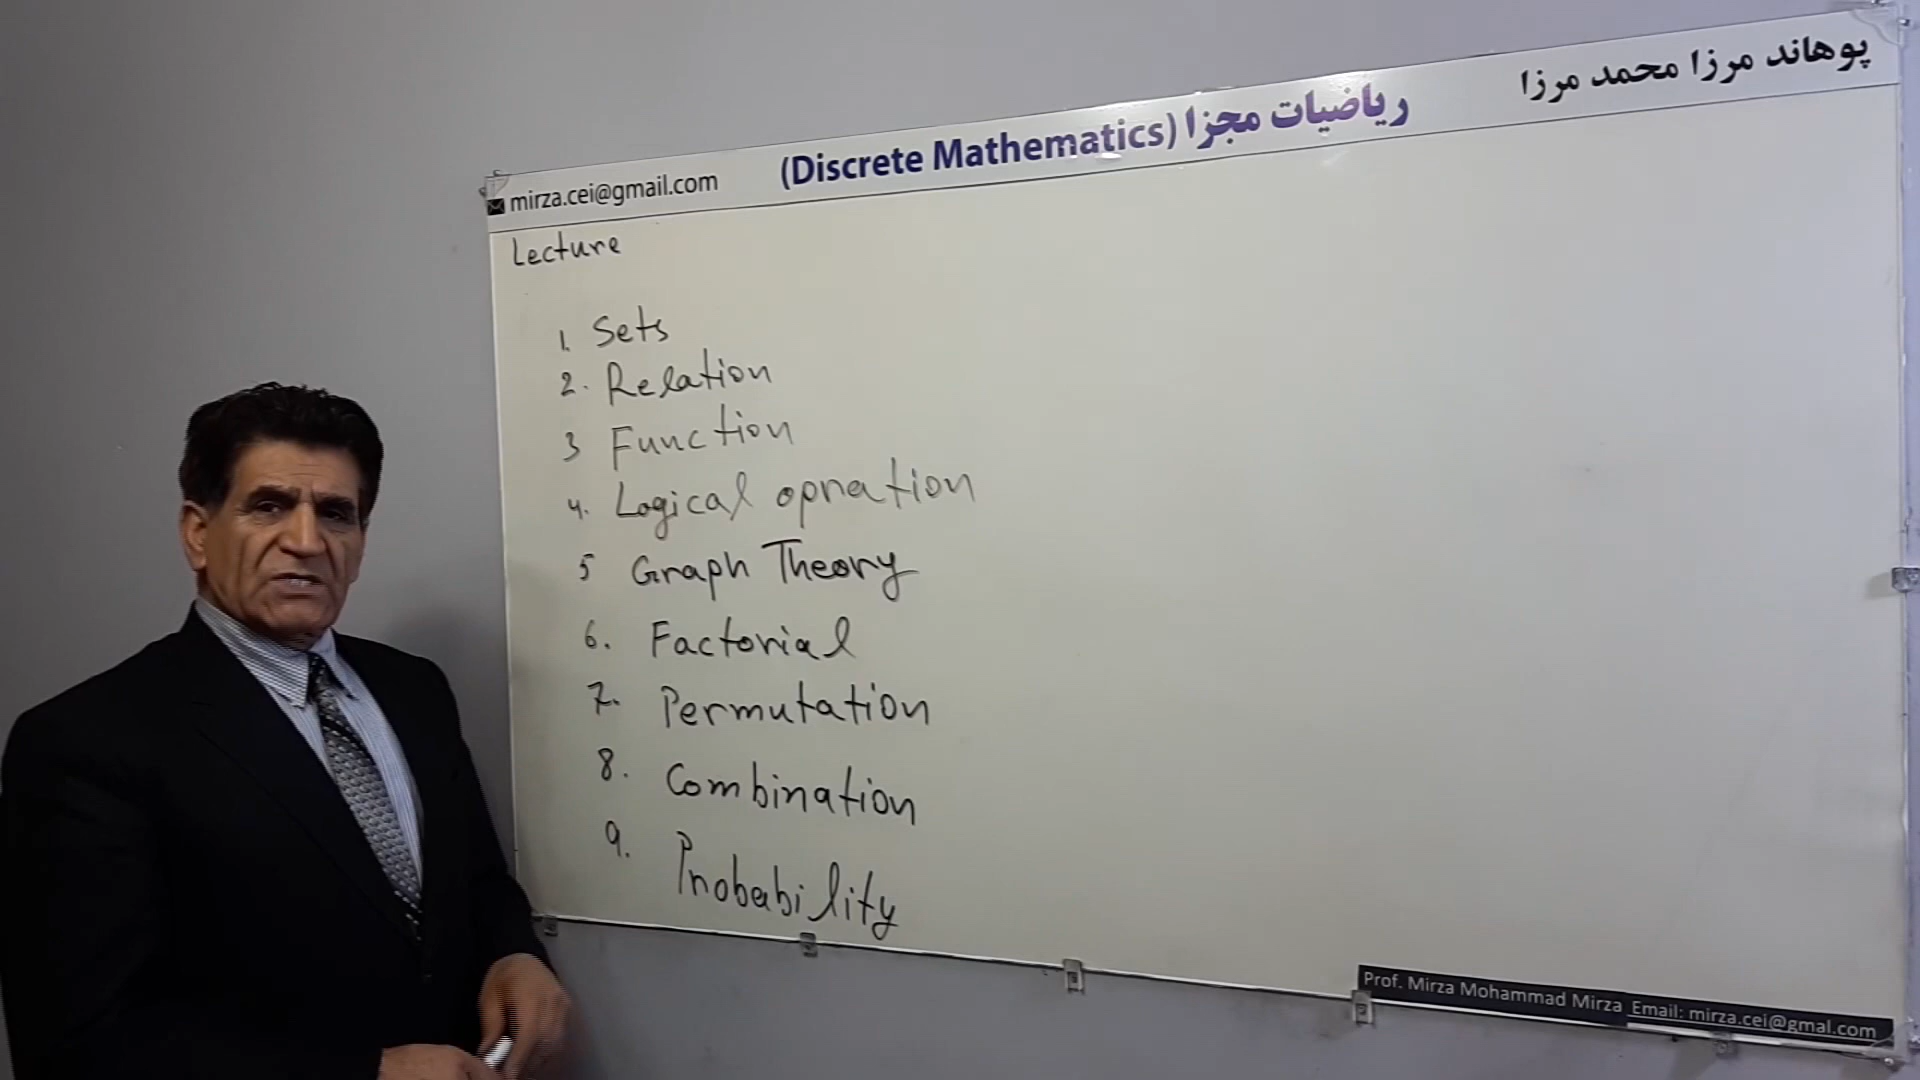 پوهاند مرزا محمد مرزا
ریاضیات مجزا (Discrete Mathematics)
mirza.cei@gmail.com
Lecture
1. Sets
2. Relation
3 Function
4. Logical opration
5 Graph Theory
6. Factorial
7. Permutation
8. Combination
9. Probability
Prof. Mirza Mohammad Mirza Email: mirza.cei@gmal.com